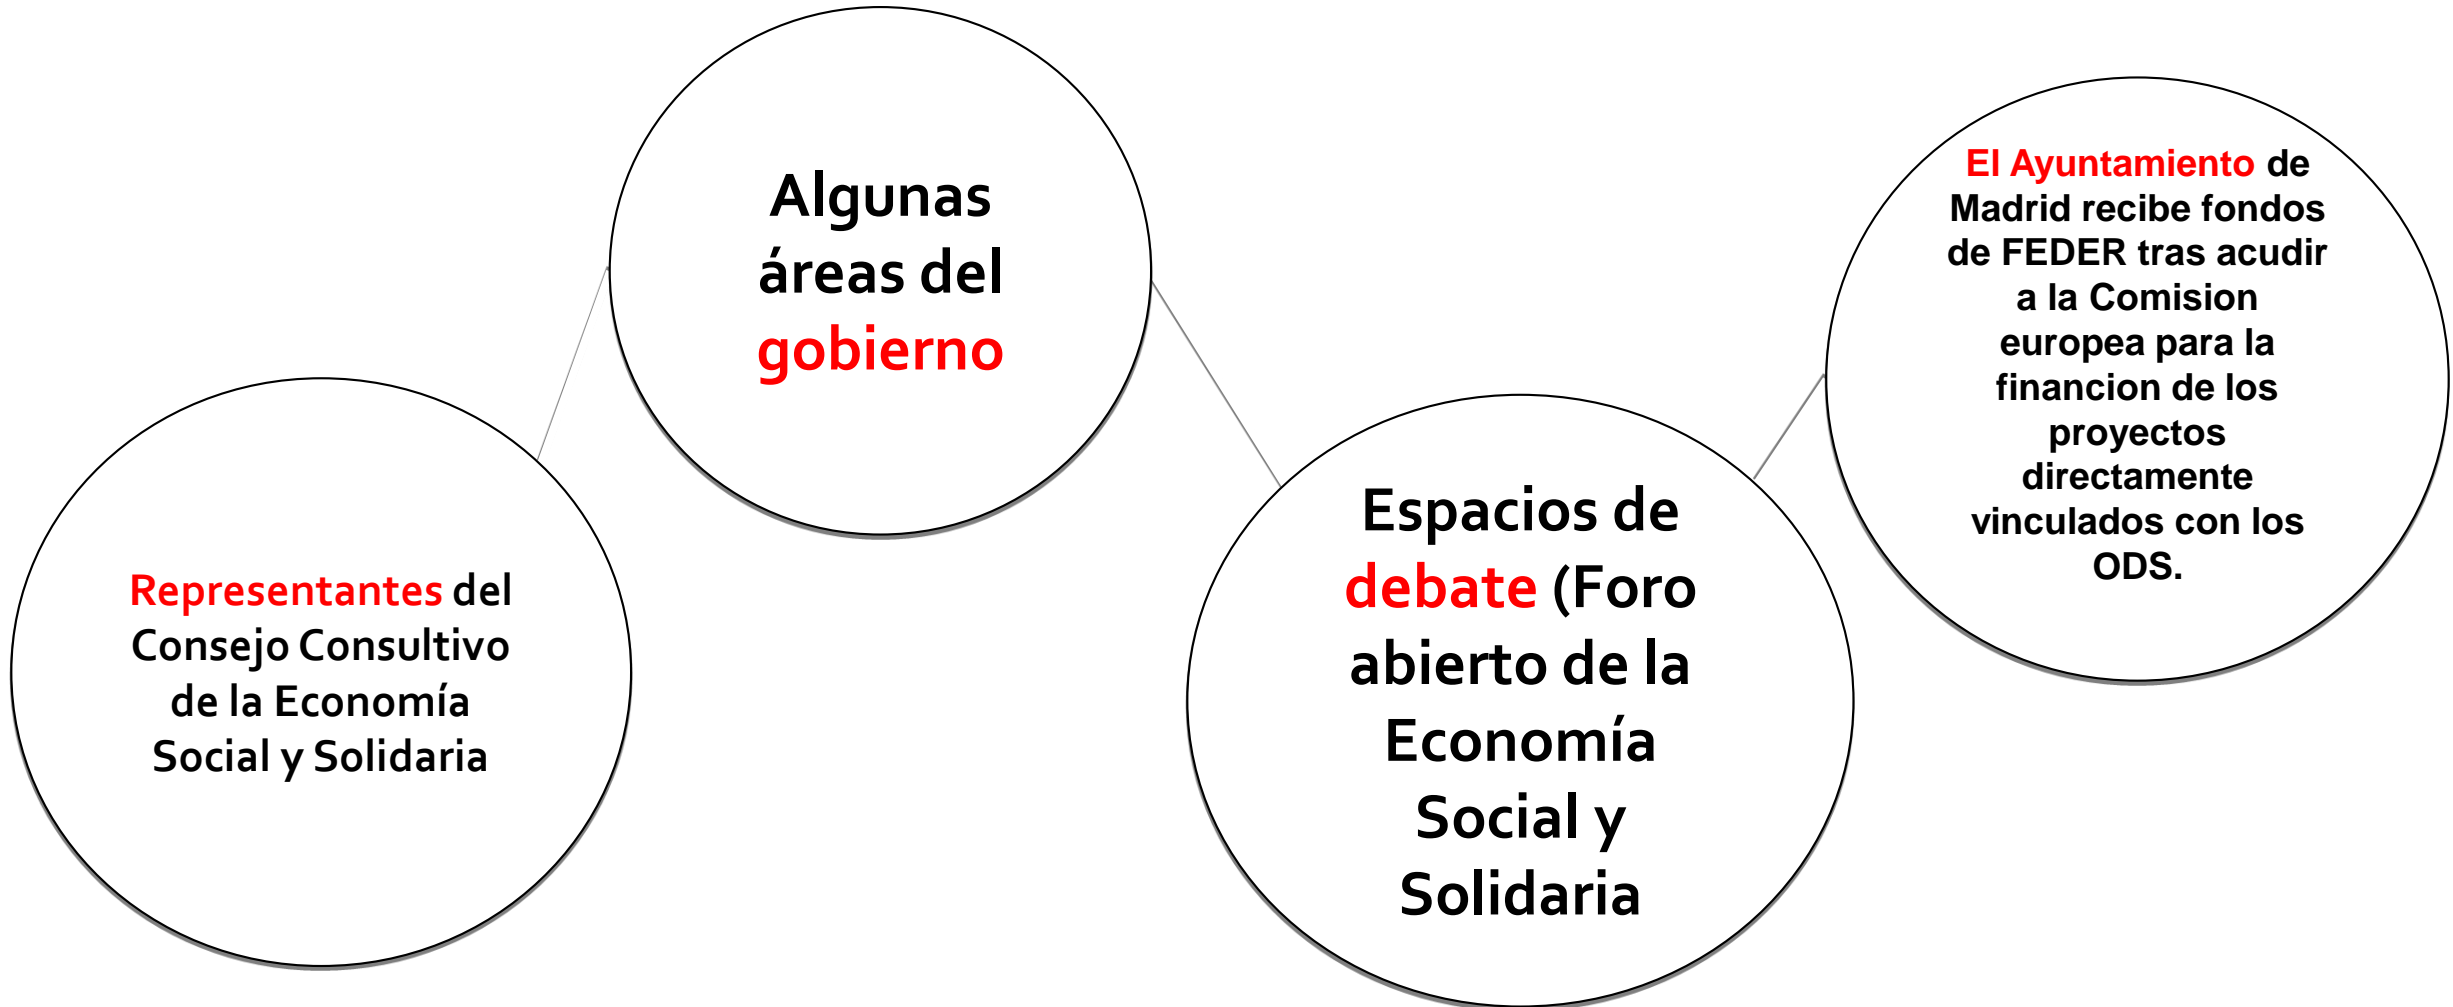 Representantes del
Consejo Consultivo
de la Economía
Social y Solidaria
Algunas
áreas del
gobierno
Espacios de
debate (Foro
abierto de la
Economía
Social y
Solidaria
El Ayuntamiento de
Madrid recibe fondos
de FEDER tras acudir
a la Comision
europea para la
financion de los
proyectos
directamente
vinculados con los
ODS.